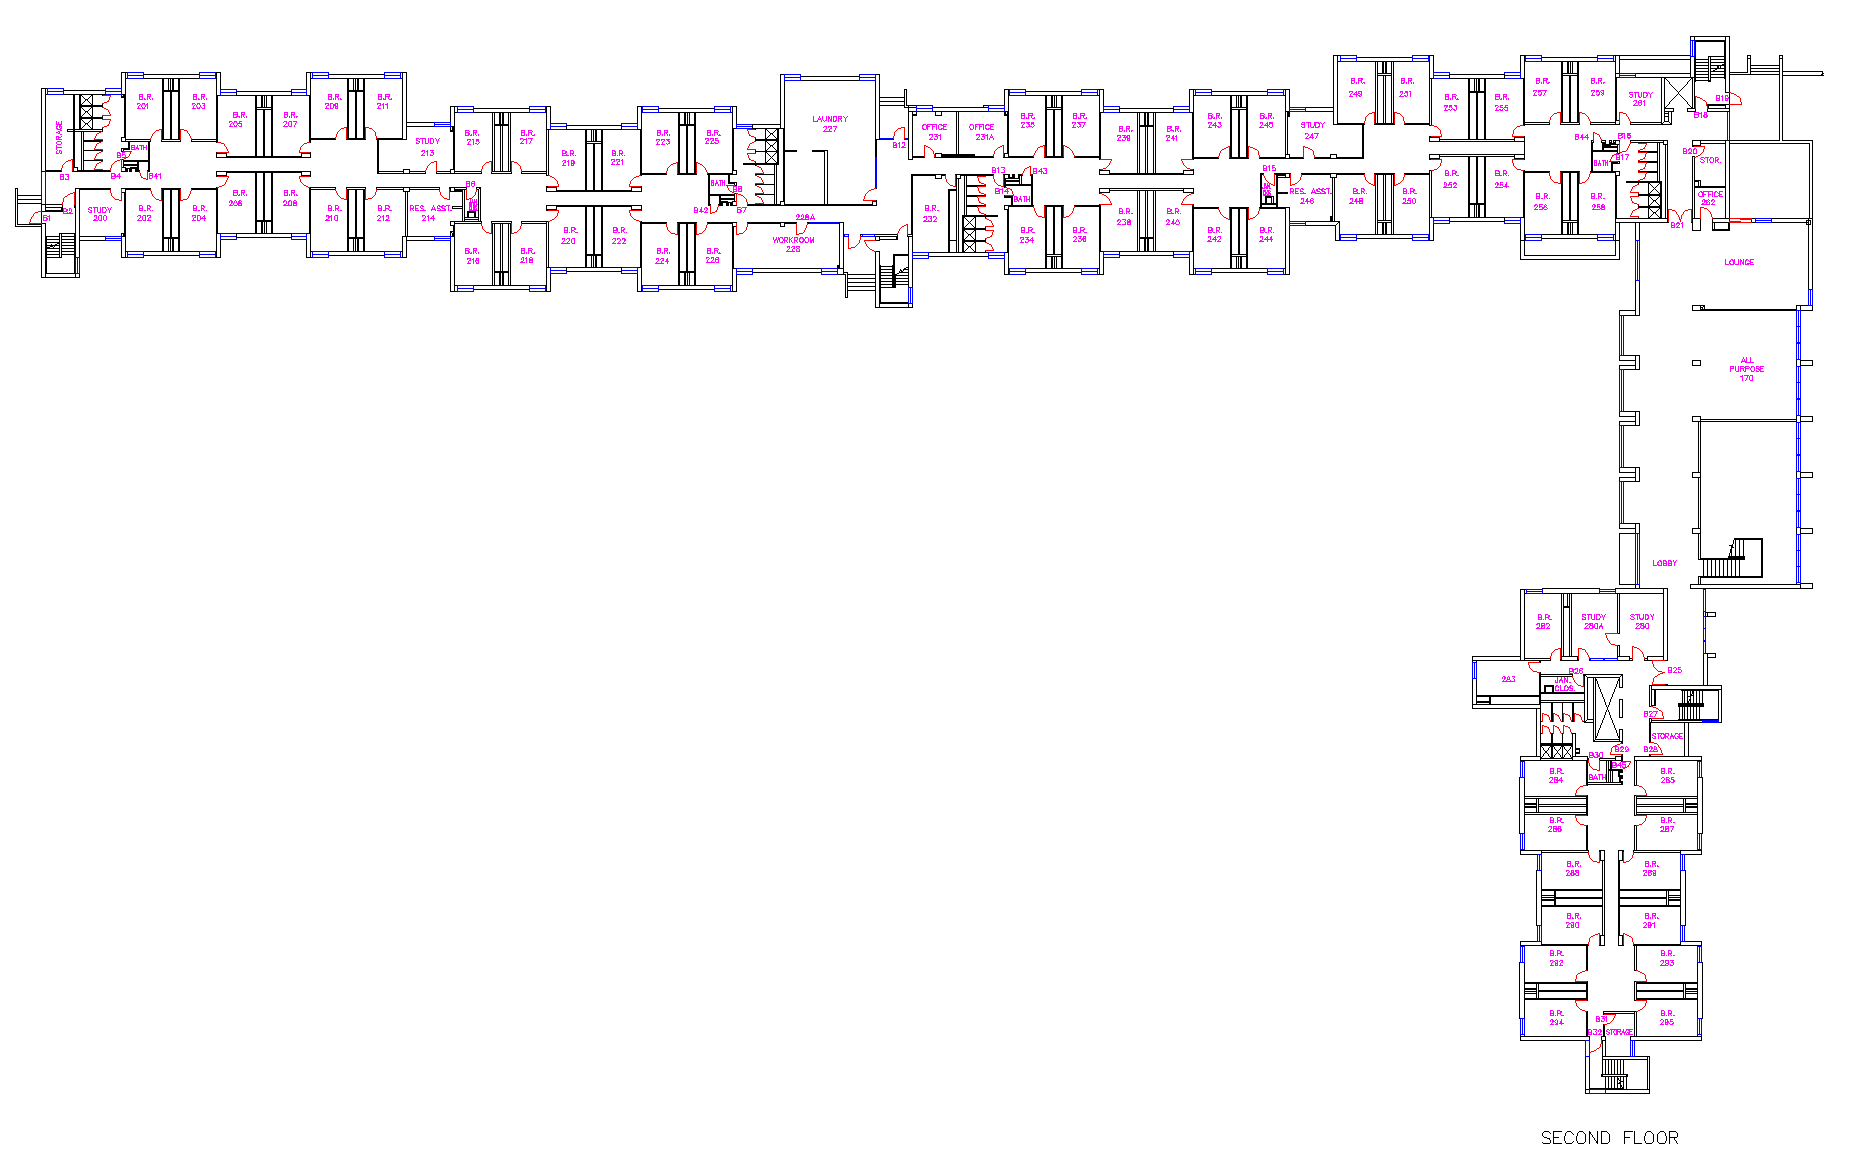 B.R.
201
B.R.
203
B.R.
205
B.R.
207
B.R.
209
B.R.
211
STORAGE
BATH
B5
B3
B4
B41
B1
STUDY
200
B.R.
202
B.R.
204
B.R.
206
B.R.
208
B.R.
210
B.R.
212
STUDY
213
RES. ASST.
214
B6
B.R.
215
B.R.
217
B.R.
219
B.R.
221
B.R.
223
B.R.
225
B.R.
216
B.R.
218
B.R.
220
B.R.
222
B.R.
224
B.R.
226
BATH
B8
B42
B7
LAUNDRY
227
228A
WORKROOM
228
B12
OFFICE
231
OFFICE
231A
B.R.
232
B13
B14
B43
BATH
B.R.
235
B.R.
237
B.R.
239
B.R.
241
B.R.
243
B.R.
245
B.R.
234
B.R.
236
B.R.
238
B.R.
240
B.R.
242
B.R.
244
STUDY
247
B15
RES. ASST.
246
B.R.
249
B.R.
251
B.R.
253
B.R.
255
B.R.
257
B.R.
259
B.R.
248
B.R.
250
B.R.
252
B.R.
254
B.R.
256
B.R.
258
STUDY
261
B44
B16
B17
BATH
B19
B18
B20
STOR.
OFFICE
262
B21
LOUNGE
ALL
PURPOSE
170
LOBBY
B.R.
282
STUDY
280A
STUDY
280
B25
B26
283
JAN.
CLOS.
B27
STORAGE
B28
B29
B30
B45
BATH
B.R.
284
B.R.
285
B.R.
286
B.R.
287
B.R.
288
B.R.
289
B.R.
290
B.R.
291
B.R.
292
B.R.
293
B.R.
294
B.R.
295
B31
B32
STORAGE
SECOND FLOOR